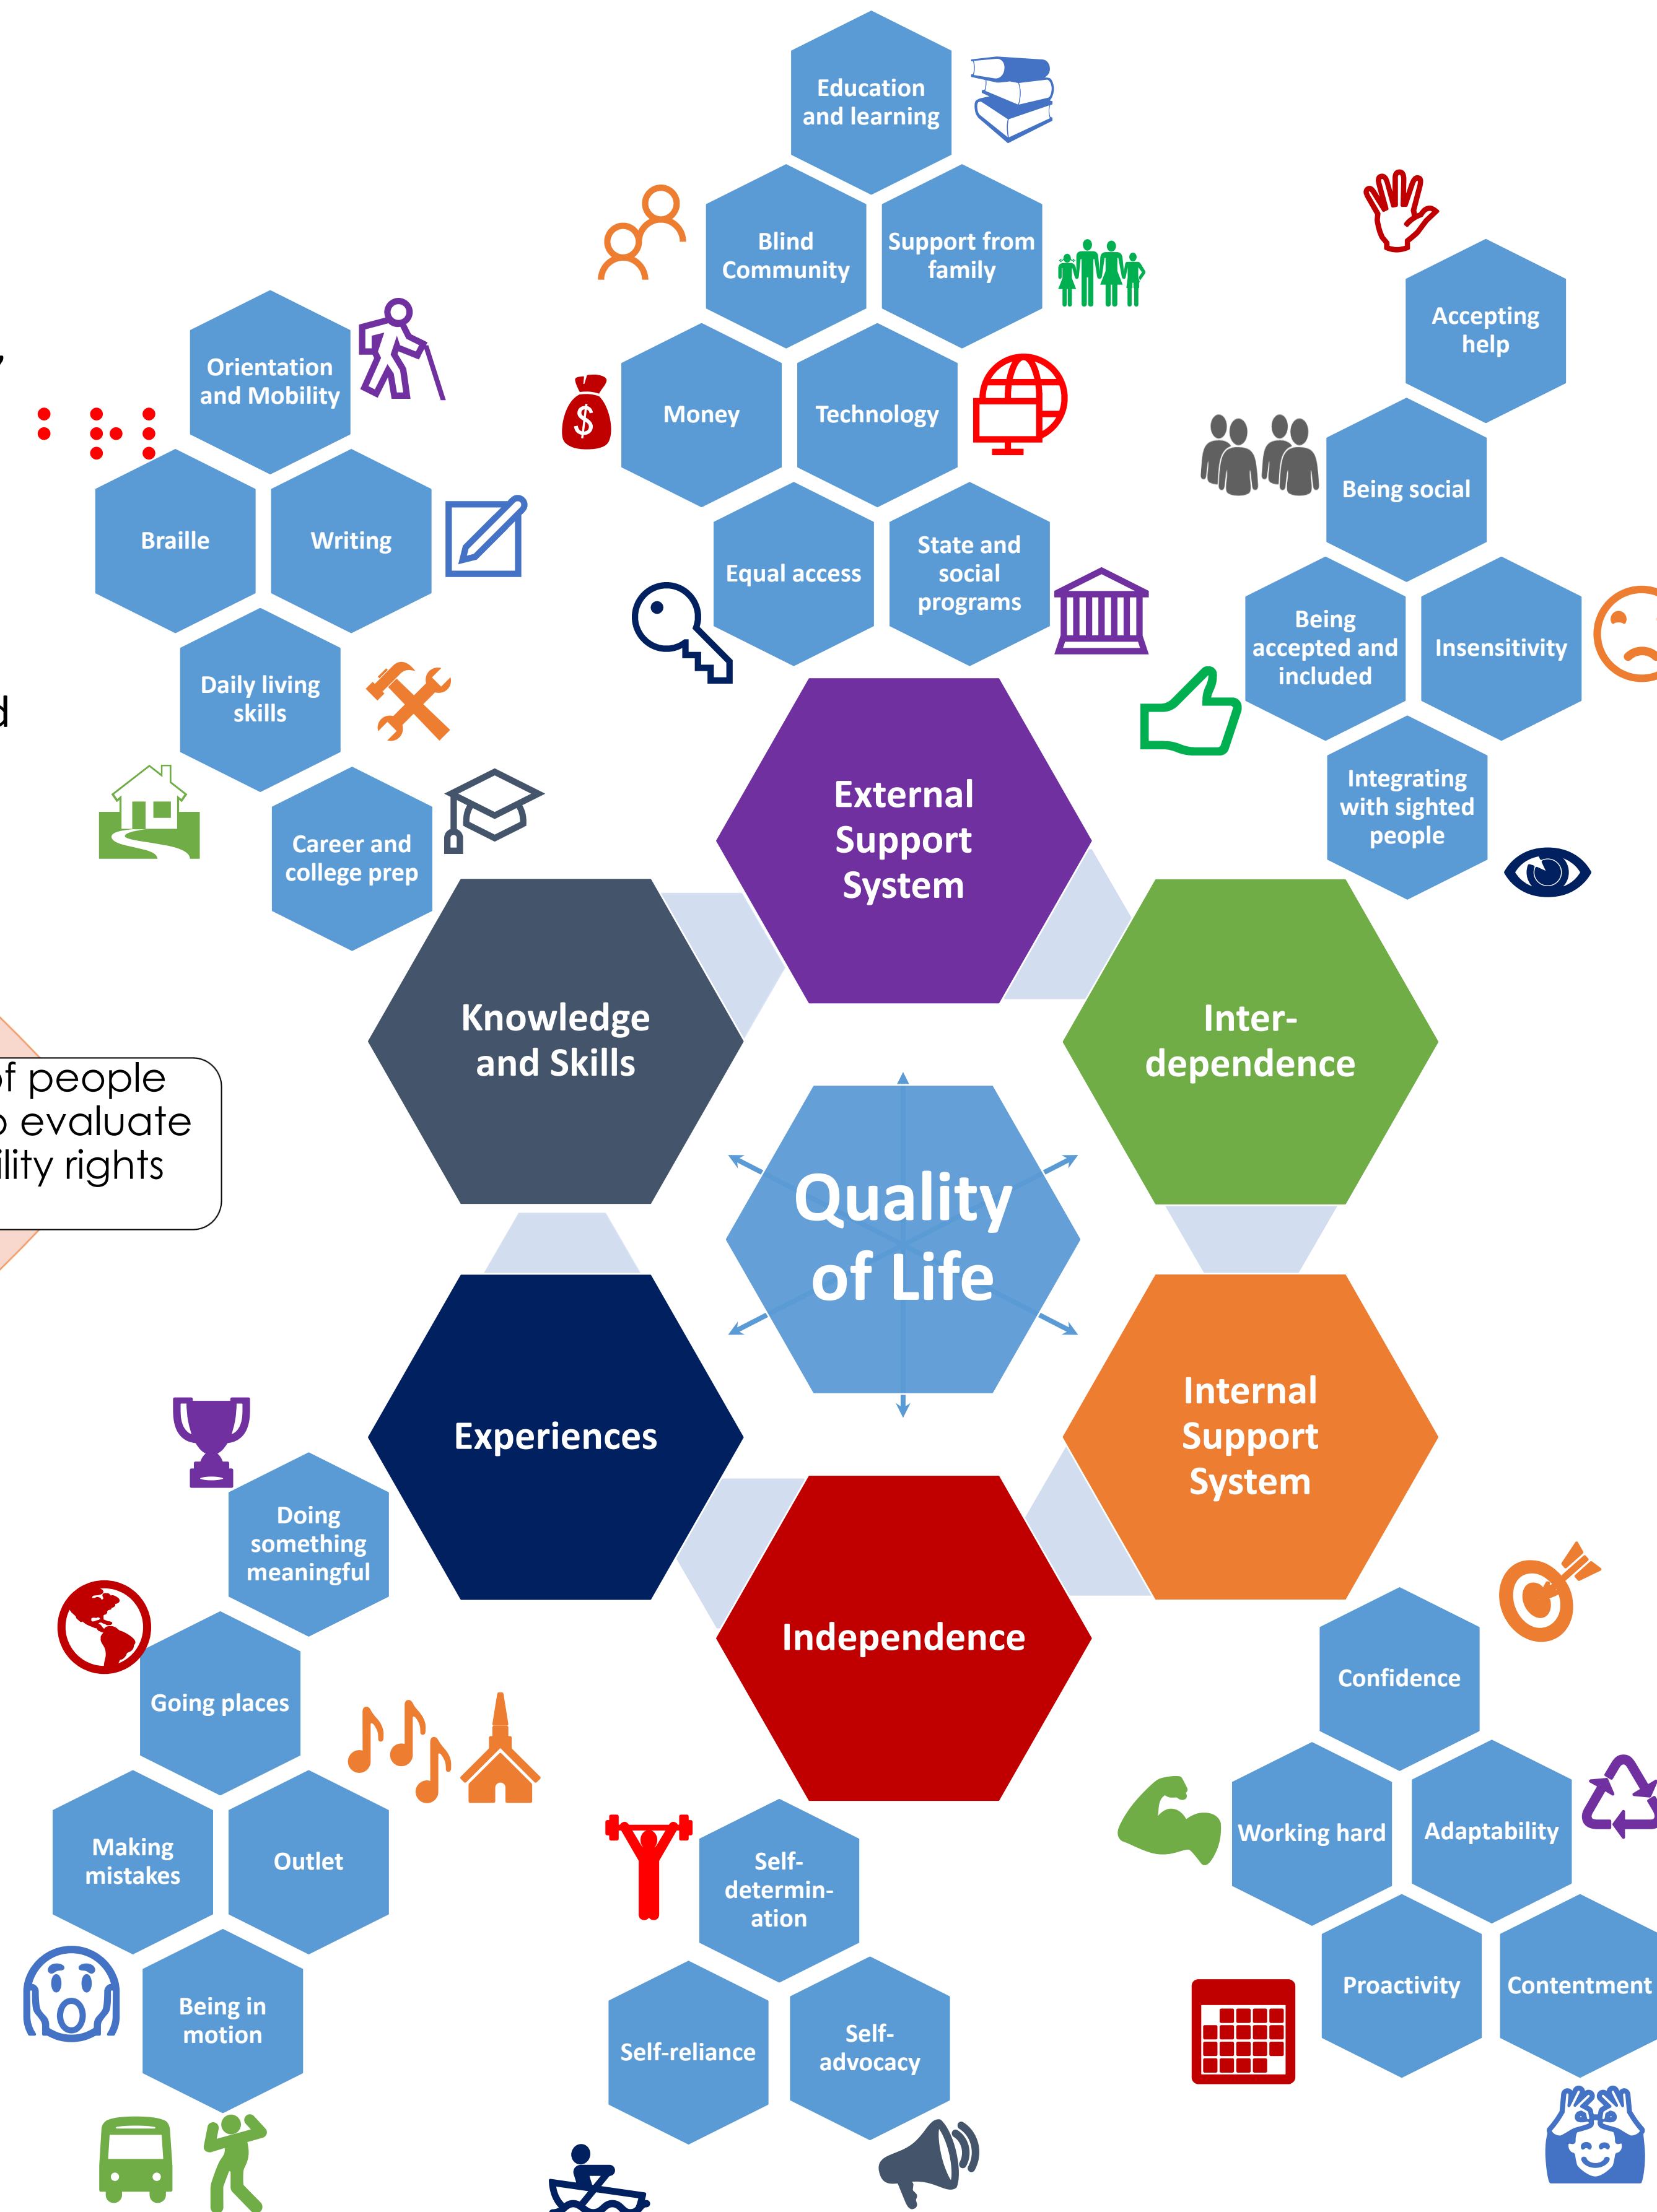 Education
and learning
Blind
Community
Support from
family
Money
Technology
Equal access
State and
social
programs
Orientation
and Mobility
Braille
Writing
Daily living
skills
Career and
college prep
Accepting
help
Being social
Being
accepted and
included
Insensitivity
Integrating
with sighted
people
External
Support
System
Knowledge
and Skills
Inter-
dependence
of people
evaluate
rights
Quality
of Life
Experiences
Internal
Support
System
Independence
Doing
something
meaningful
Going places
Making
mistakes
Outlet
Being in
motion
Self-
determin-
ation
Self-reliance
Self-
advocacy
Confidence
Working hard
Adaptability
Proactivity
Contentment